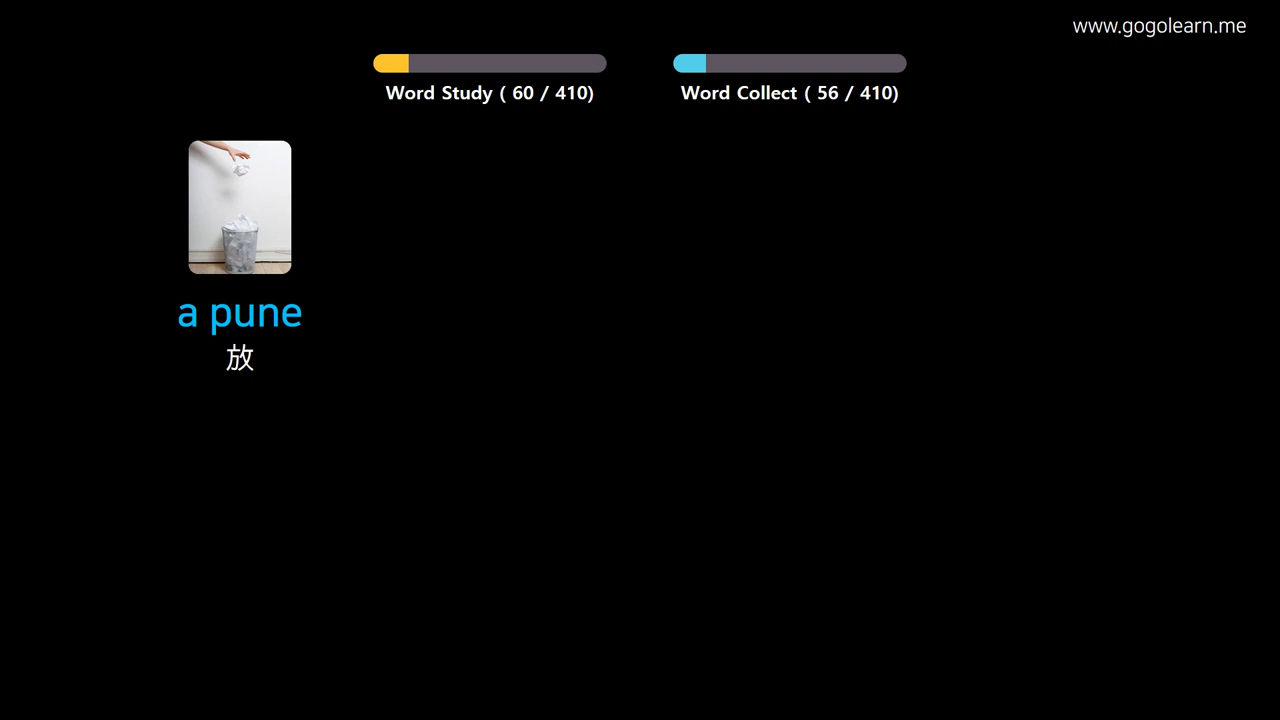 www.gogolearn.me
Word Study ( 60 / 410)
Word Collect ( 56 / 410)
a pune
放